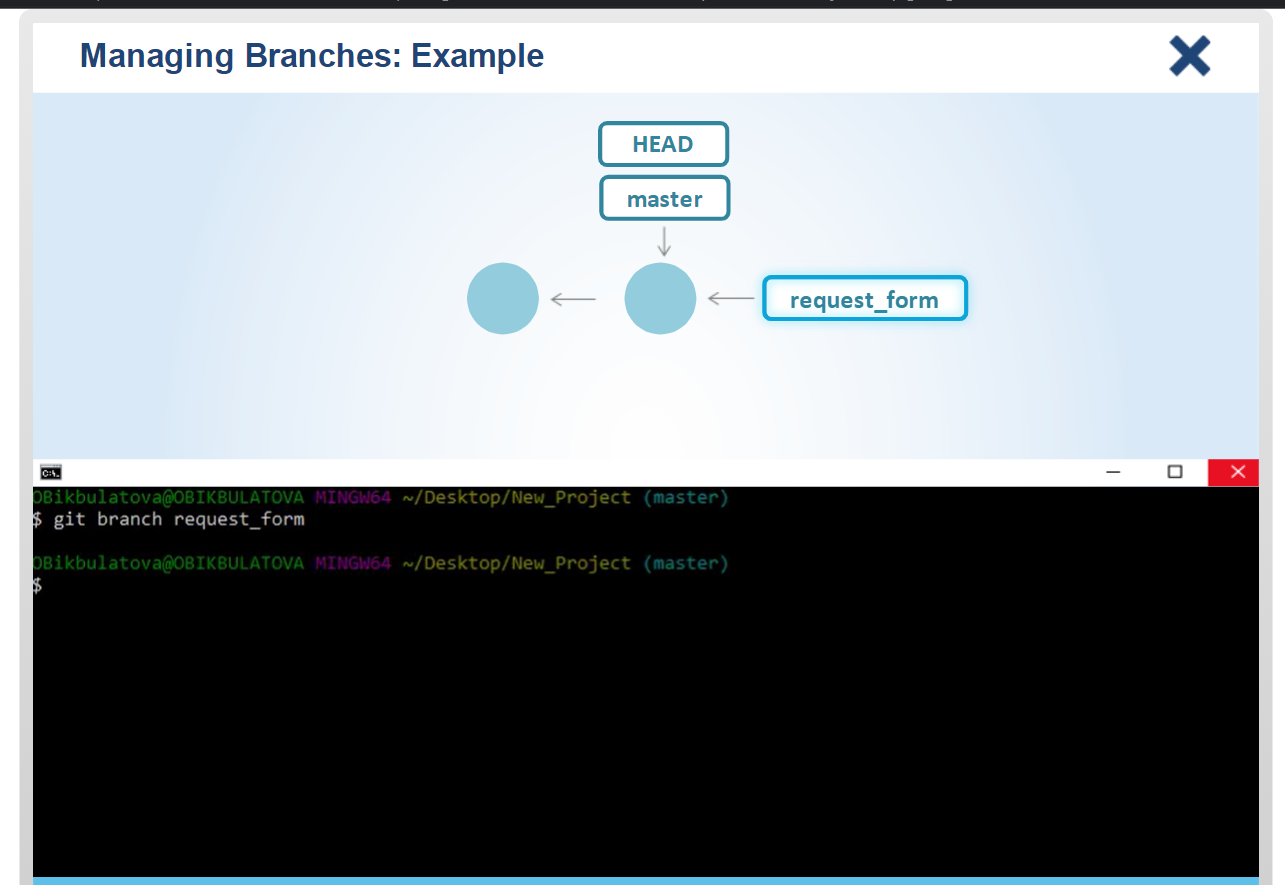 Managing Branches: Example
HEAD
master
request_form
C:\.
OBikbulatova@OBIKBULATOVA MINGW64 ~/Desktop/New_Project (master)
$ git branch request_form
OBikbulatova@OBIKBULATOVA MINGW64 ~/Desktop/New_Project (master)
$